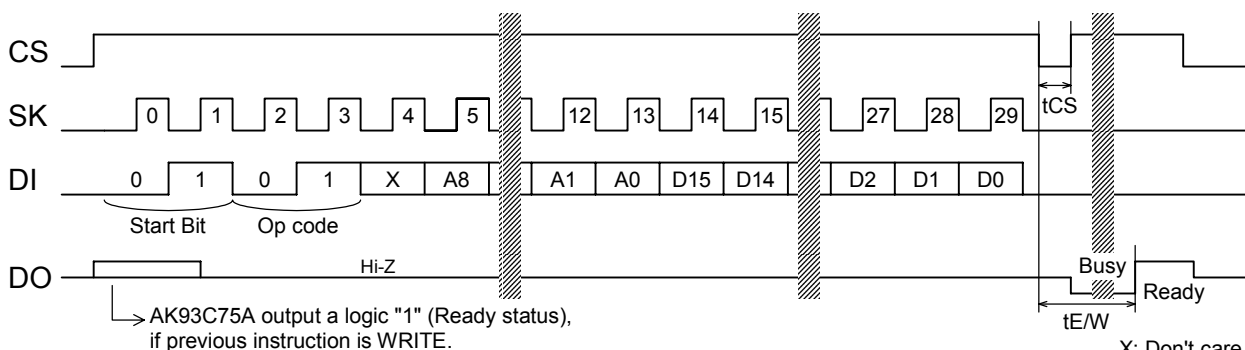 CS
tCS
SK 0 1 2 3 4 5 12 13 14 15 27 28 29
DI 0 1 0 1 X A8 A1 A0 D15 D14 D2 D1 D0
Start Bit Op code
DO Hi-Z Busy Ready
tE/W
AK93C75A output a logic "1" (Ready status),
if previous instruction is WRITE.
X: Don't care